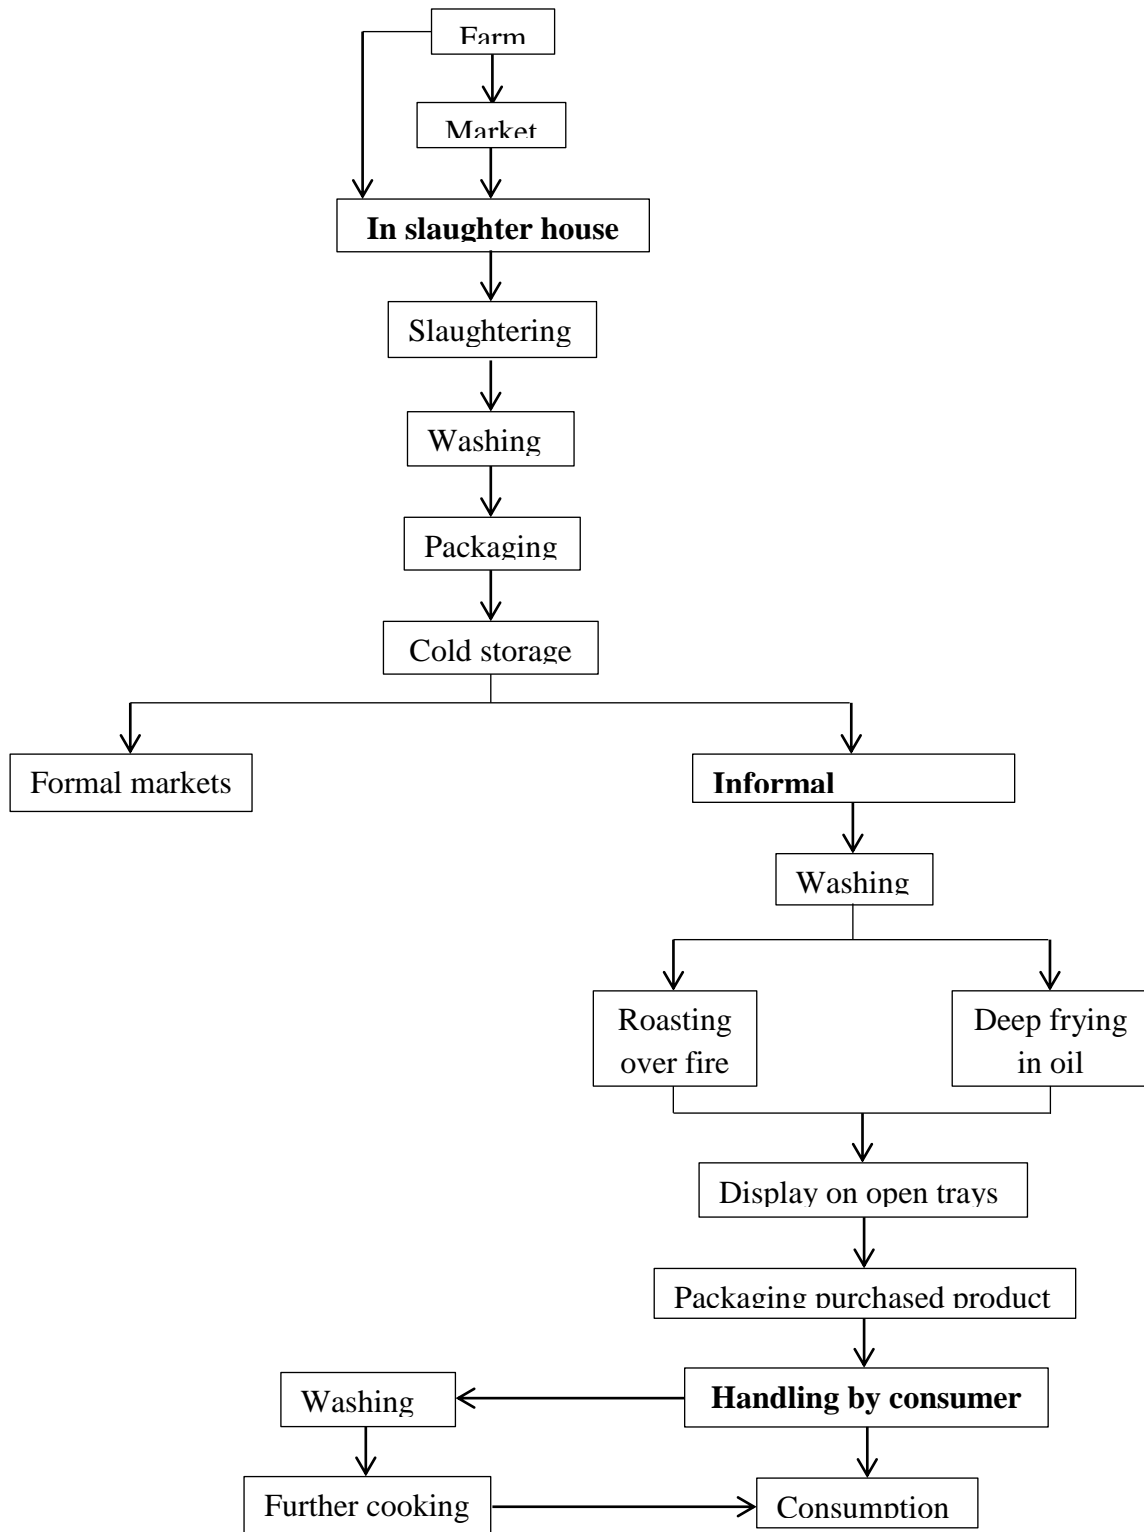 Farm
Market
In slaughter house
Slaughtering
Washing
Packaging
Cold storage
Formal markets
Informal
Washing
Roasting
over fire
Deep frying
in oil
Display on open trays
Packaging purchased product
Handling by consumer
Washing
Further cooking
Consumption